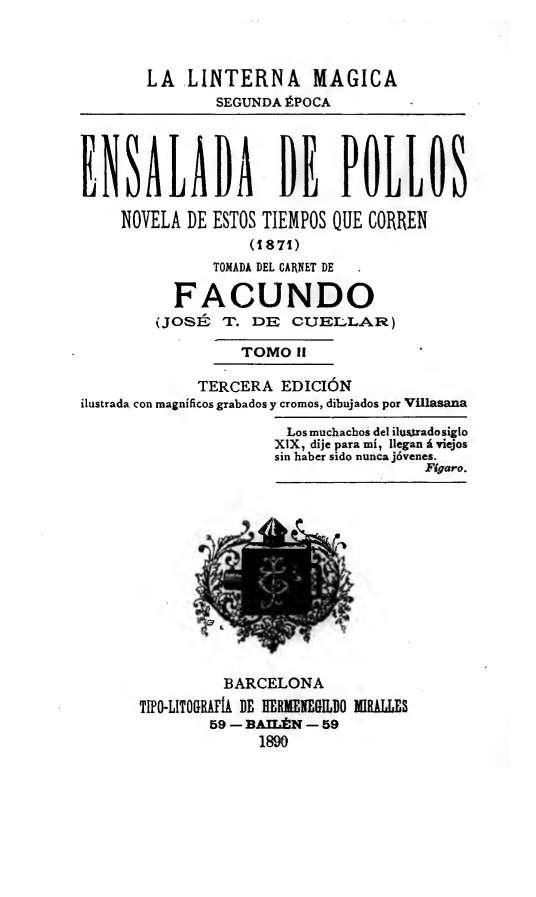 LA LINTERNA MAGICA
SEGUNDA ÉPOCA
ENSALADA DE POLLOS
NOVELA DE ESTOS TIEMPOS QUE CORREN
(1871)
TOMADA DEL CARNET DE
FACUNDO
(JOSÉ T. DE CUELLAR)
TOMO II
TERCERA EDICIÓN
ilustrada con magníficos grabados y cromos, dibujados por Villasana
Los muchachos del ilustrado siglo
XIX, dije para mí, llegan á viejos
sin haber sido nunca jóvenes.
Fígaro.
BARCELONA
TIPO-LITOGRAFÍA DE HERMENEGILDO MIRALLES
59 — BAILÉN — 59
1890